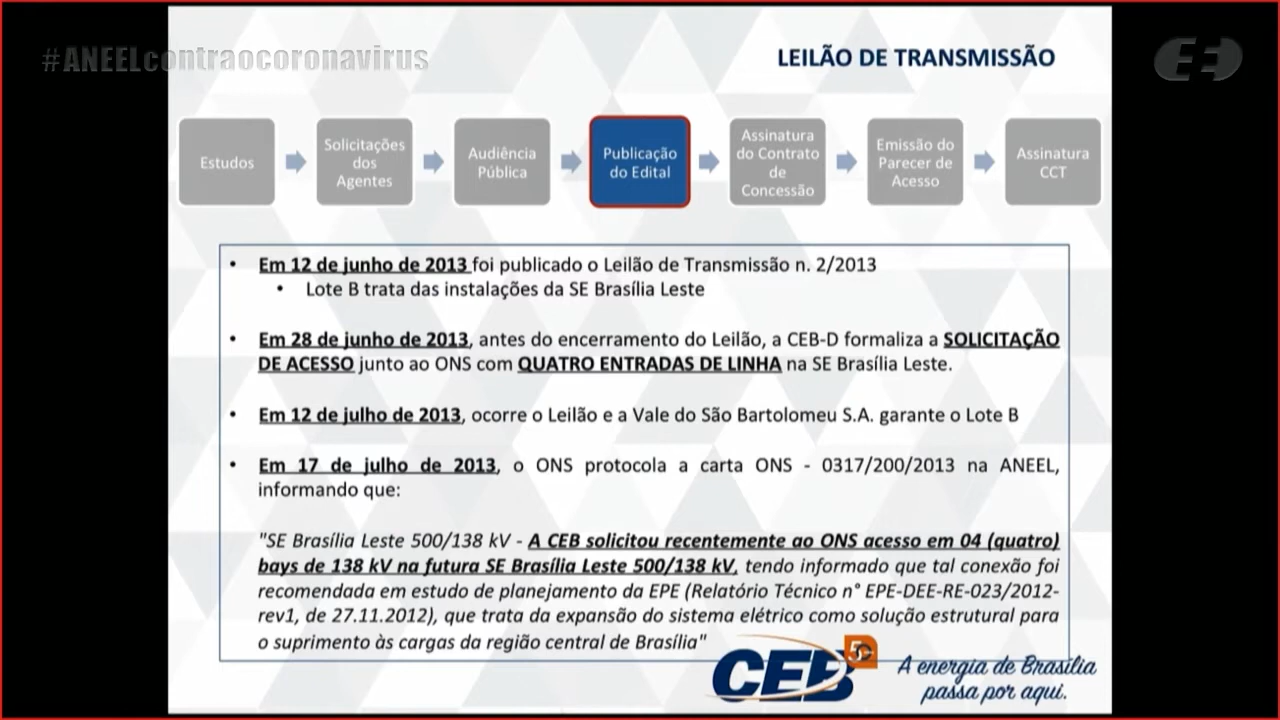 #ANEELcontraocoronavirus
LEILÃO DE TRANSMISSÃO
Estudos
Solicitações
dos
Agentes
Audiência
Pública
Publicação
do Edital
Assinatura
do Contrato
de
Concessão
Emissão do
Parecer de
Acesso
Assinatura
CCT
• Em 12 de junho de 2013 foi publicado o Leilão de Transmissão n. 2/2013
• Lote B trata das instalações da SE Brasília Leste
• Em 28 de junho de 2013, antes do encerramento do Leilão, a CEB-D formaliza a SOLICITAÇÃO
DE ACESSO junto ao ONS com QUATRO ENTRADAS DE LINHA na SE Brasília Leste.
• Em 12 de julho de 2013, ocorre o Leilão e a Vale do São Bartolomeu S.A. garante o Lote B
• Em 17 de julho de 2013, o ONS protocola a carta ONS - 0317/200/2013 na ANEEL,
informando que:
"SE Brasília Leste 500/138 kV - A CEB solicitou recentemente ao ONS acesso em 04 (quatro)
bays de 138 kV na futura SE Brasília Leste 500/138 kV, tendo informado que tal conexão foi
recomendada em estudo de planejamento da EPE (Relatório Técnico n° EPE-DEE-RE-023/2012-
rev1, de 27.11.2012), que trata da expansão do sistema elétrico como solução estrutural para
o suprimento às cargas da região central de Brasília"
CEB 50
A energia de Brasília
passa por aqui.